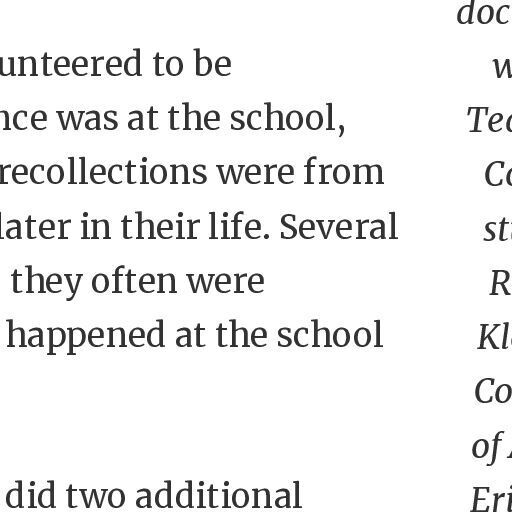 unteered to be
nce was at the school,
recollections were from
later in their life. Several
they often were
happened at the school
did two additional
doc
w
Tea
Co
st
R
Kl
Co
of A
Eri